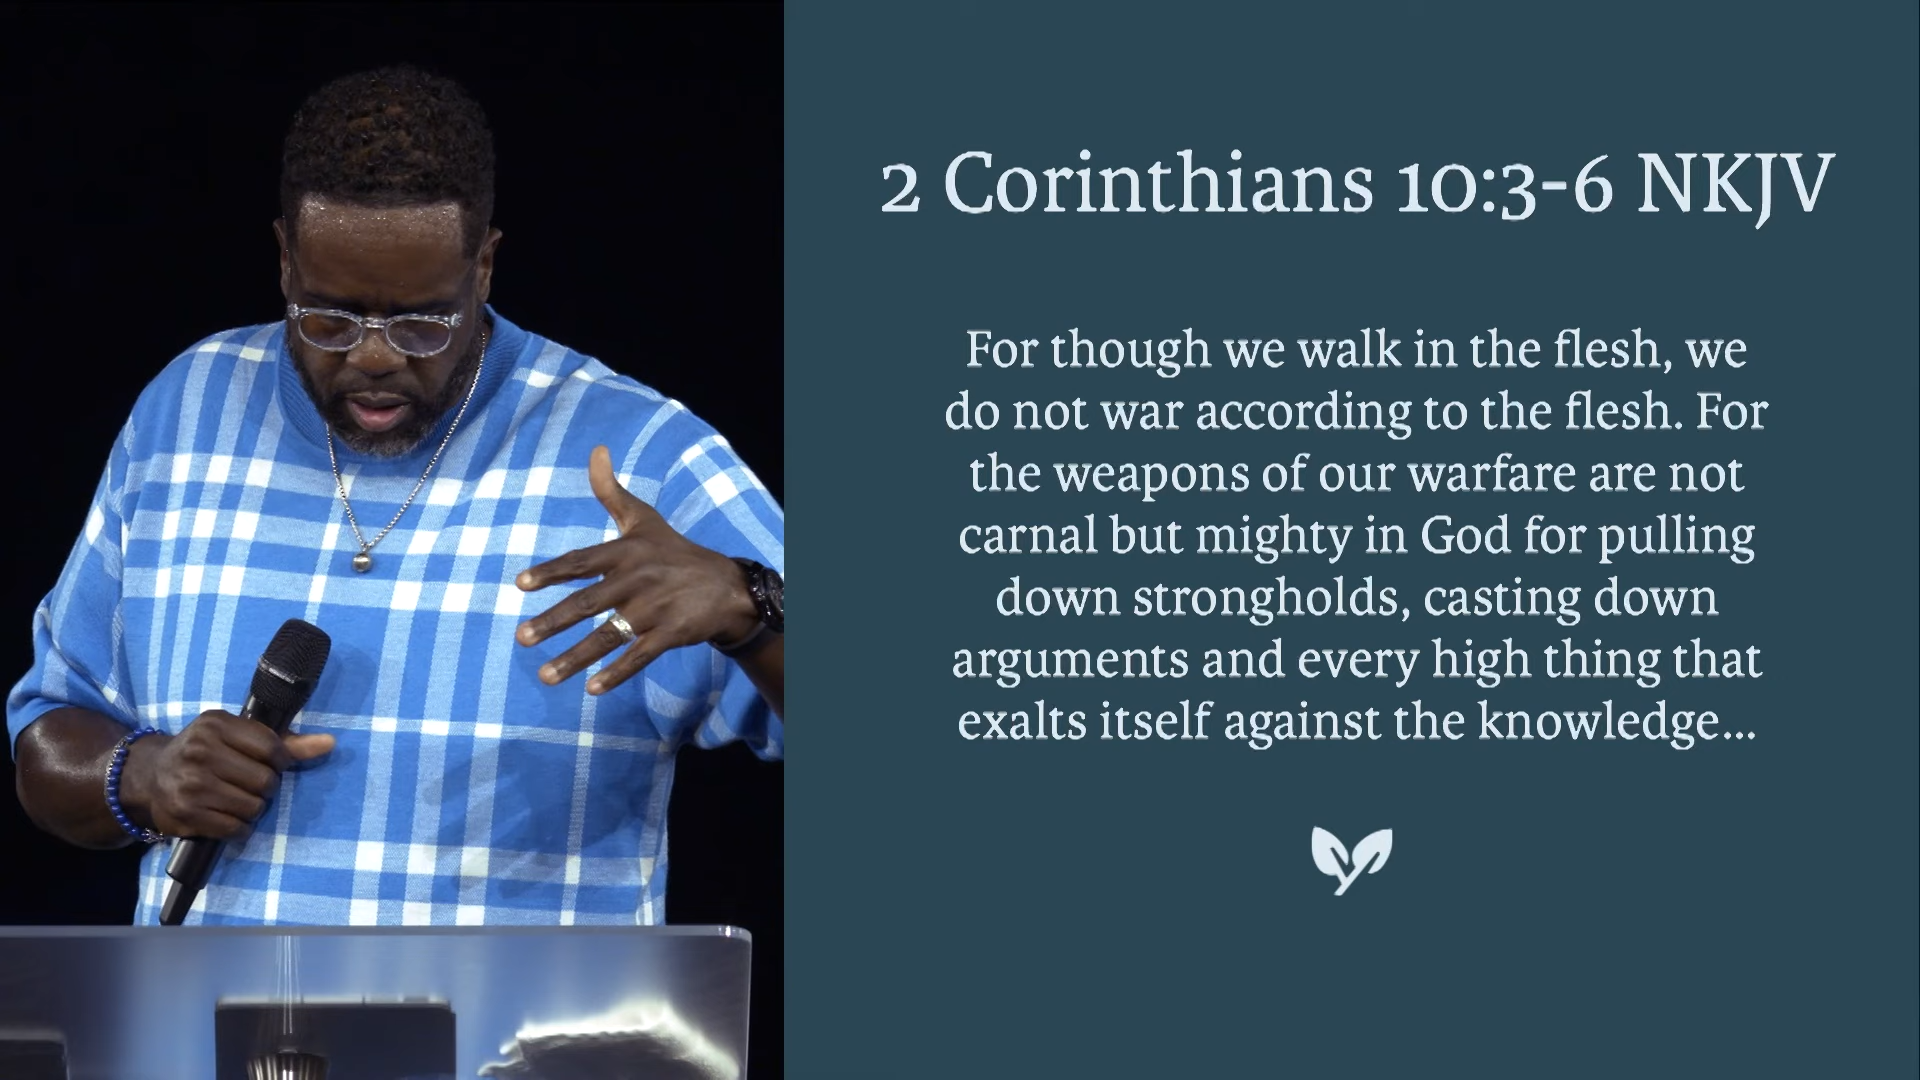 2 Corinthians 10:3-6 NKJV
For though we walk in the flesh, we
do not war according to the flesh. For
the weapons of our warfare are not
carnal but mighty in God for pulling
down strongholds, casting down
arguments and every high thing that
exalts itself against the knowledge...